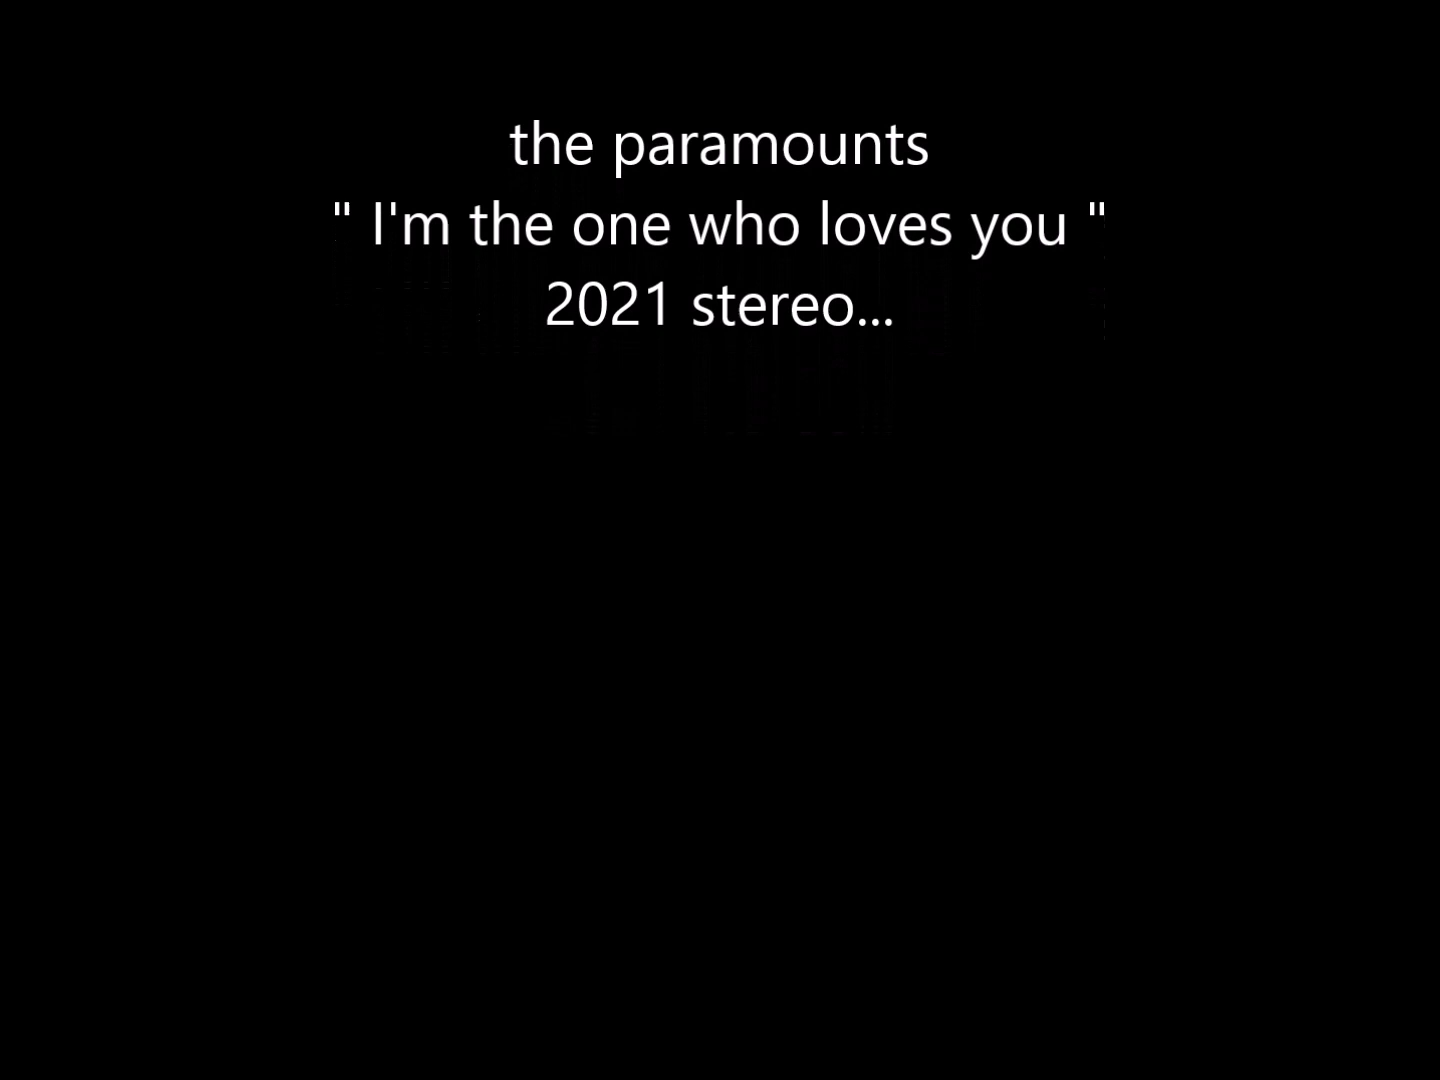 the paramounts
" I'm the one who loves you "
2021 stereo...